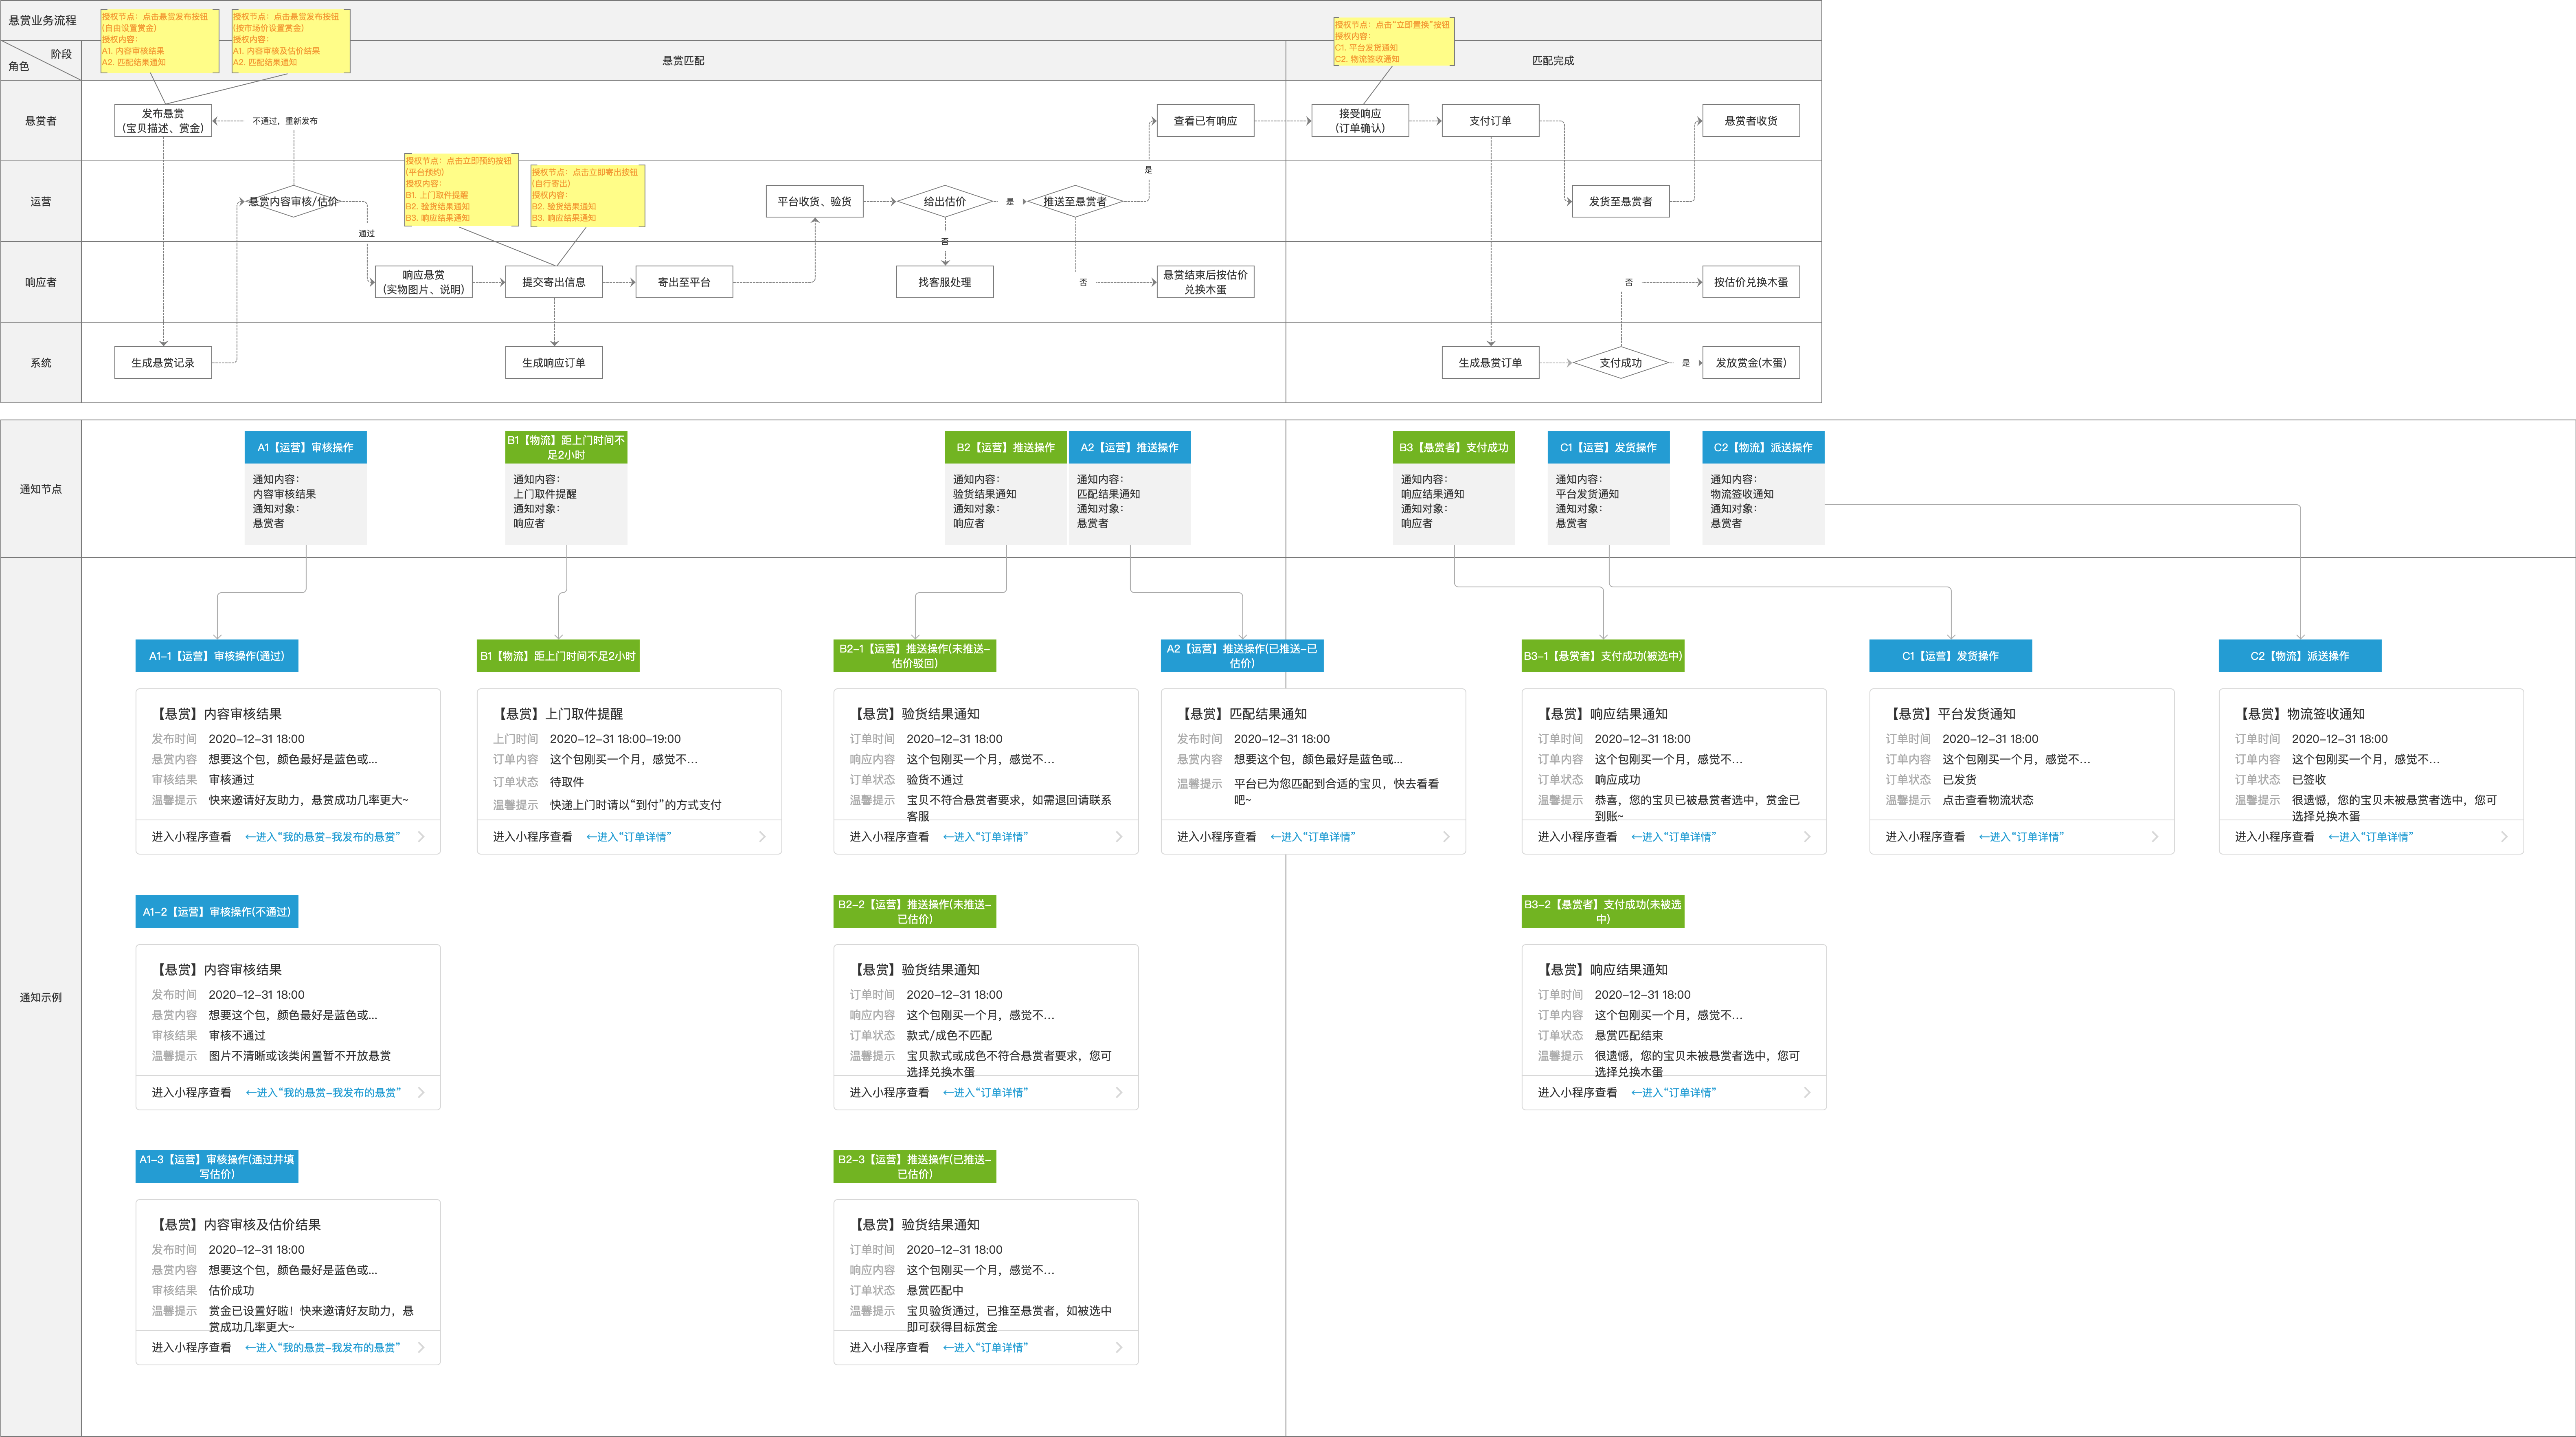 悬赏业务流程
授权节点：点击悬赏发布按钮
(自由设置赏金)
授权内容：
A1. 内容审核结果
A2. 匹配结果通知
授权节点：点击悬赏发布按钮
(按市场价设置赏金)
授权内容：
A1. 内容审核及估价结果
A2. 匹配结果通知
授权节点：点击“立即置换”按钮
授权内容：
C1. 平台发货通知
C2. 物流签收通知
阶段
角色
悬赏匹配
匹配完成
悬赏者
发布悬赏
(宝贝描述、赏金)
不通过，重新发布
查看已有响应
接受响应
(订单确认)
支付订单
悬赏者收货
授权节点：点击立即预约按钮
(平台预约)
授权内容：
B1. 上门取件提醒
B2. 验货结果通知
B3. 响应结果通知
授权节点：点击立即寄出按钮
(自行寄出)
授权内容：
B2. 验货结果通知
B3. 响应结果通知
是
运营
悬赏内容审核/估价
平台收货、验货
给出估价
是
推送至悬赏者
发货至悬赏者
通过
否
响应者
响应悬赏
(实物图片、说明)
提交寄出信息
寄出至平台
找客服处理
否
悬赏结束后按估价
兑换木蛋
否
按估价兑换木蛋
系统
生成悬赏记录
生成响应订单
生成悬赏订单
支付成功
是
发放赏金(木蛋)
通知节点
A1【运营】审核操作
通知内容：
内容审核结果
通知对象：
悬赏者
B1【物流】距上门时间不
足2小时
通知内容：
上门取件提醒
通知对象：
响应者
B2【运营】推送操作
通知内容：
验货结果通知
通知对象：
响应者
A2【运营】推送操作
通知内容：
匹配结果通知
通知对象：
悬赏者
B3【悬赏者】支付成功
通知内容：
响应结果通知
通知对象：
响应者
C1【运营】发货操作
通知内容：
平台发货通知
通知对象：
悬赏者
C2【物流】派送操作
通知内容：
物流签收通知
通知对象：
悬赏者
通知示例
A1-1【运营】审核操作(通过)
【悬赏】内容审核结果
发布时间 2020-12-31 18:00
悬赏内容 想要这个包，颜色最好是蓝色或...
审核结果 审核通过
温馨提示 快来邀请好友助力，悬赏成功几率更大~
进入小程序查看 ←进入“我的悬赏-我发布的悬赏”
B1【物流】距上门时间不足2小时
【悬赏】上门取件提醒
上门时间 2020-12-31 18:00-19:00
订单内容 这个包刚买一个月，感觉不...
订单状态 待取件
温馨提示 快递上门时请以“到付”的方式支付
进入小程序查看 ←进入“订单详情”
B2-1【运营】推送操作(未推送-
估价驳回)
【悬赏】验货结果通知
订单时间 2020-12-31 18:00
响应内容 这个包刚买一个月，感觉不...
订单状态 验货不通过
温馨提示 宝贝不符合悬赏者要求，如需退回请联系
客服
进入小程序查看 ←进入“订单详情”
A2【运营】推送操作(已推送-已
估价)
【悬赏】匹配结果通知
发布时间 2020-12-31 18:00
悬赏内容 想要这个包，颜色最好是蓝色或...
温馨提示 平台已为您匹配到合适的宝贝，快去看看
吧~
进入小程序查看 ←进入“订单详情”
B3-1【悬赏者】支付成功(被选中)
【悬赏】响应结果通知
订单时间 2020-12-31 18:00
订单内容 这个包刚买一个月，感觉不...
订单状态 响应成功
温馨提示 恭喜，您的宝贝已被悬赏者选中，赏金已
到账~
进入小程序查看 ←进入“订单详情”
C1【运营】发货操作
【悬赏】平台发货通知
订单时间 2020-12-31 18:00
订单内容 这个包刚买一个月，感觉不...
订单状态 已发货
温馨提示 点击查看物流状态
进入小程序查看 ←进入“订单详情”
C2【物流】派送操作
【悬赏】物流签收通知
订单时间 2020-12-31 18:00
订单内容 这个包刚买一个月，感觉不...
订单状态 已签收
温馨提示 很遗憾，您的宝贝未被悬赏者选中，您可
选择兑换木蛋
进入小程序查看 ←进入“订单详情”
A1-2【运营】审核操作(不通过)
【悬赏】内容审核结果
发布时间 2020-12-31 18:00
悬赏内容 想要这个包，颜色最好是蓝色或...
审核结果 审核不通过
温馨提示 图片不清晰或该类闲置暂不开放悬赏
进入小程序查看 ←进入“我的悬赏-我发布的悬赏”
B2-2【运营】推送操作(未推送-
已估价)
【悬赏】验货结果通知
订单时间 2020-12-31 18:00
响应内容 这个包刚买一个月，感觉不...
订单状态 款式/成色不匹配
温馨提示 宝贝款式或成色不符合悬赏者要求，您可
选择兑换木蛋
进入小程序查看 ←进入“订单详情”
B3-2【悬赏者】支付成功(未被选
中)
【悬赏】响应结果通知
订单时间 2020-12-31 18:00
订单内容 这个包刚买一个月，感觉不...
订单状态 悬赏匹配结束
温馨提示 很遗憾，您的宝贝未被悬赏者选中，您可
选择兑换木蛋
进入小程序查看 ←进入“订单详情”
A1-3【运营】审核操作(通过并填
写估价)
【悬赏】内容审核及估价结果
发布时间 2020-12-31 18:00
悬赏内容 想要这个包，颜色最好是蓝色或...
审核结果 估价成功
温馨提示 赏金已设置好啦！快来邀请好友助力，悬
赏成功几率更大~
进入小程序查看 ←进入“我的悬赏-我发布的悬赏”
B2-3【运营】推送操作(已推送-
已估价)
【悬赏】验货结果通知
订单时间 2020-12-31 18:00
响应内容 这个包刚买一个月，感觉不...
订单状态 悬赏匹配中
温馨提示 宝贝验货通过，已推至悬赏者，如被选中
即可获得目标赏金
进入小程序查看 ←进入“订单详情”